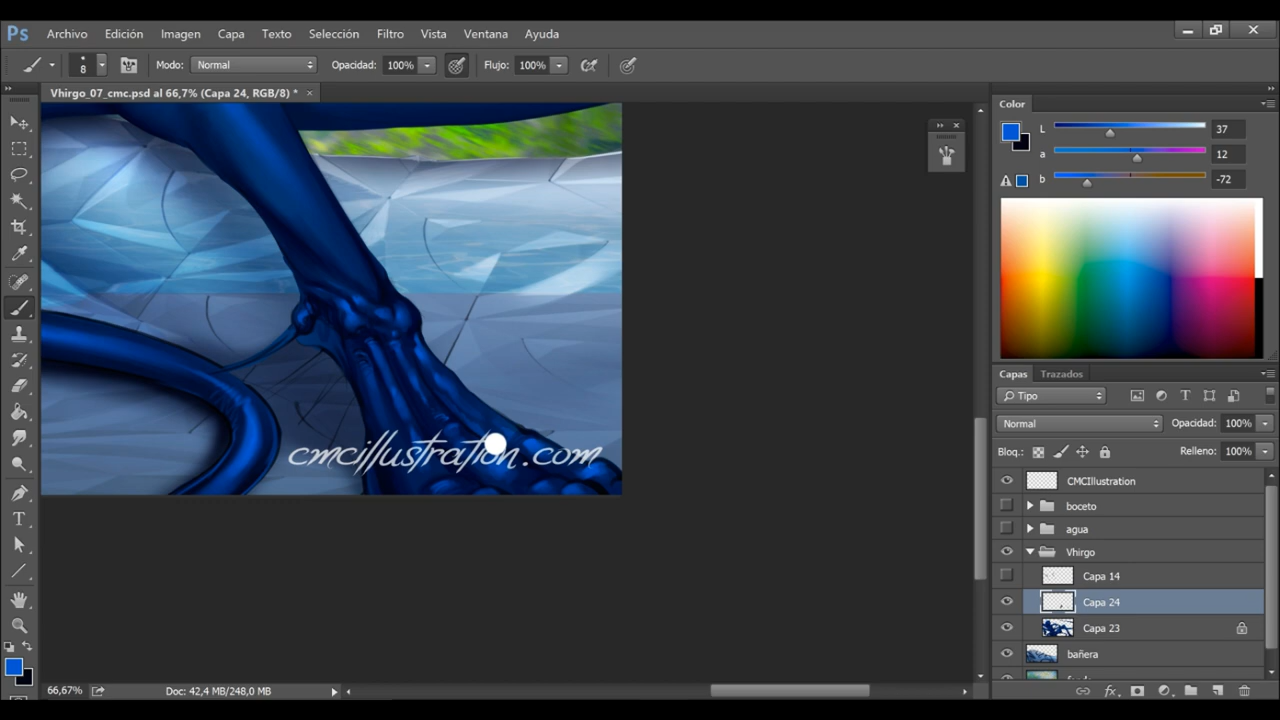 Ps Archivo Edición Imagen Capa Texto Selección Filtro Vista Ventana Ayuda
8 Modo: Normal Opacidad: 100% Flujo: 100%
Vhirgo_07_cmc.psd al 66,7% (Capa 24, RGB/8) * ×
Color
L 37
a 12
b -72
Capas Trazados
Tipo
Normal Opacidad: 100%
Bloq.: Relleno: 100%
CMCIllustration
boceto
agua
Vhirgo
Capa 14
Capa 24
Capa 23
bañera
cmcillustration.com
66,67% Doc: 42,4 MB/248,0 MB